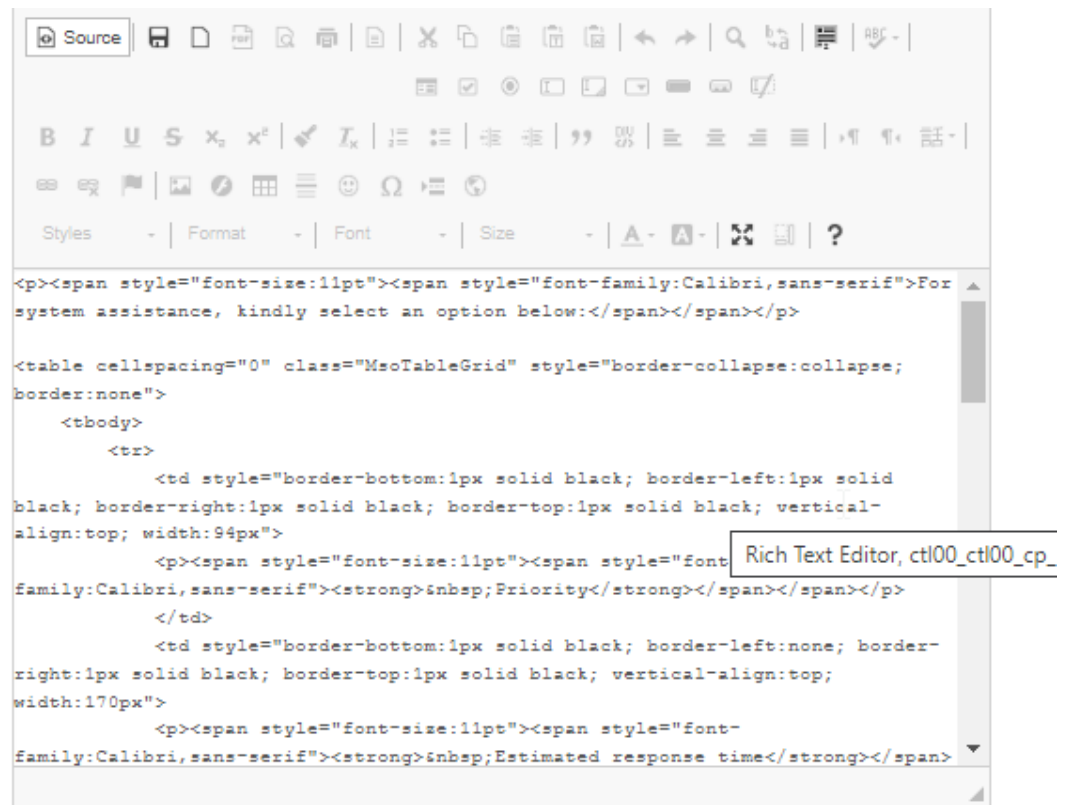 Source
PDF
ABC
B I U S x₂ x² Tx DIV 話
Styles Format Font Size A A ?
<p><span style="font-size:11pt"><span style="font-family:Calibri,sans-serif">For
system assistance, kindly select an option below:</span></span></p>
<table cellspacing="0" class="MsoTableGrid" style="border-collapse:collapse;
border:none">
<tbody>
<tr>
<td style="border-bottom:1px solid black; border-left:1px solid
black; border-right:1px solid black; border-top:1px solid black; vertical-
align:top; width:94px">
Rich Text Editor, ctl00_ctl00_cp_
<p><span style="font-size:11pt"><span style="font
family:Calibri,sans-serif"><strong>&nbsp;Priority</strong></span></span></p>
</td>
<td style="border-bottom:1px solid black; border-left:none; border-
right:1px solid black; border-top:1px solid black; vertical-align:top;
width:170px">
<p><span style="font-size:11pt"><span style="font-
family:Calibri,sans-serif"><strong>&nbsp;Estimated response time</strong></span>